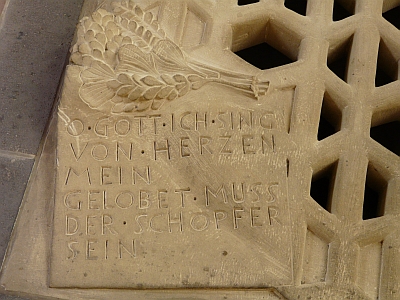 O·GOTT·ICH·SING
VON·HERZEN
MEIN
GELOBET·MUSS
DER·SCHÖPFER
SEIN